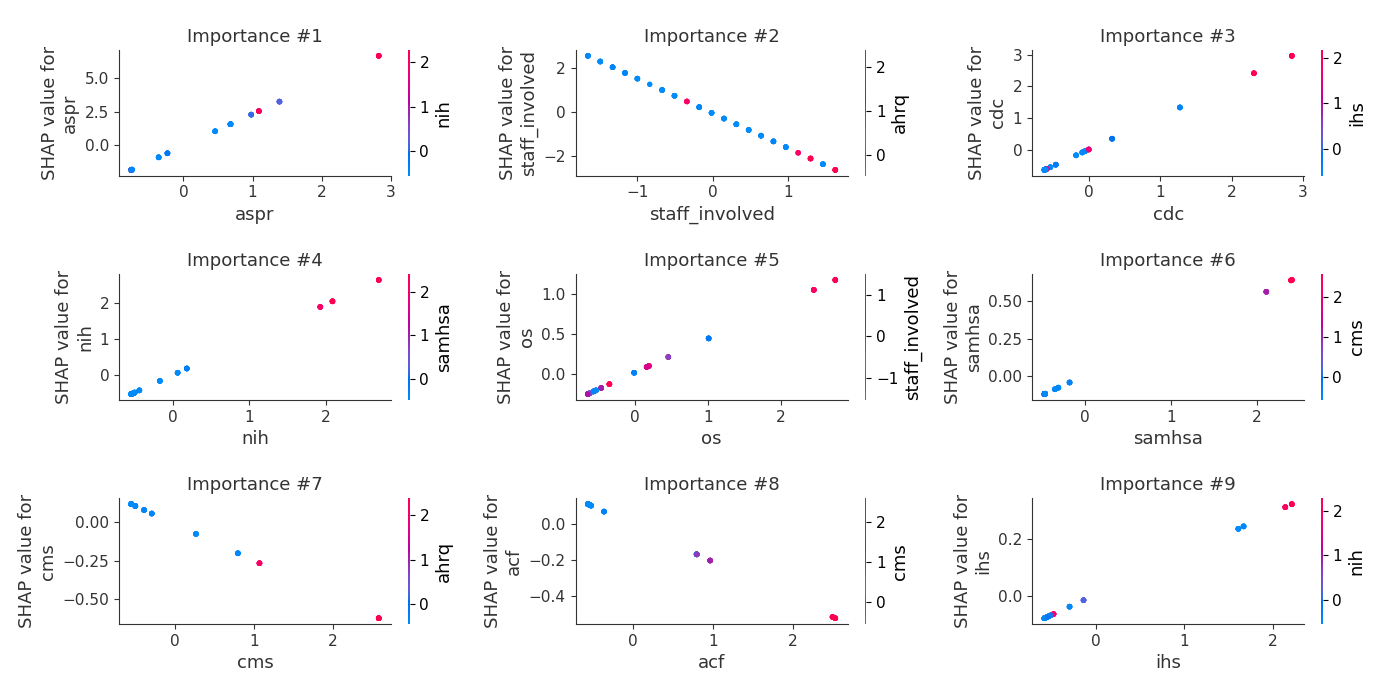 Importance #1
SHAP value for
aspr
5.0
2.5
0.0
0
1
2
3
aspr
2
1
0
nih
Importance #2
SHAP value for
staff_involved
2
0
−2
−1
0
1
staff_involved
2
1
0
ahrq
Importance #3
SHAP value for
cdc
3
2
1
0
0
1
2
3
cdc
2
1
0
ihs
Importance #4
SHAP value for
nih
2
1
0
0
1
2
nih
2
1
0
samhsa
Importance #5
SHAP value for
os
1.0
0.5
0.0
0
1
2
os
1
0
−1
staff_involved
Importance #6
SHAP value for
samhsa
0.50
0.25
0.00
0
1
2
samhsa
2
1
0
cms
Importance #7
SHAP value for
cms
0.00
−0.25
−0.50
0
1
2
cms
2
1
0
ahrq
Importance #8
SHAP value for
acf
0.0
−0.2
−0.4
0
1
2
acf
2
1
0
cms
Importance #9
SHAP value for
ihs
0.2
0.0
0
1
2
ihs
2
1
0
nih